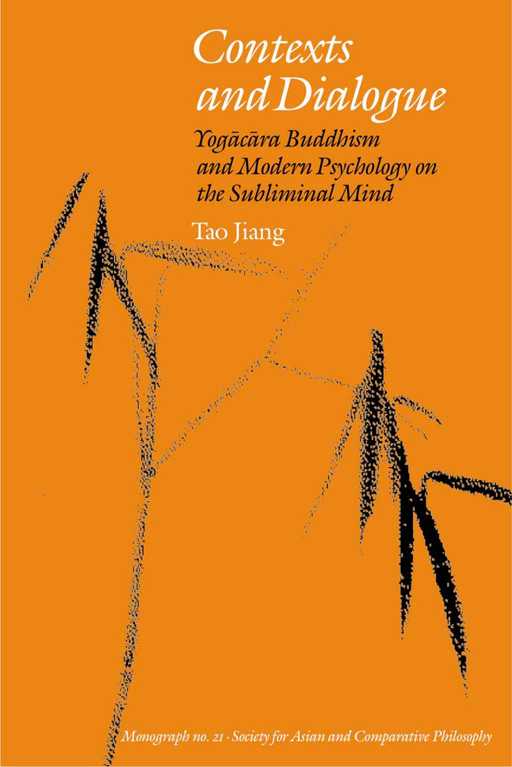 Contexts
and Dialogue
Yogācāra Buddhism
and Modern Psychology on
the Subliminal Mind
Tao Jiang
Monograph no. 21 · Society for Asian and Comparative Philosophy